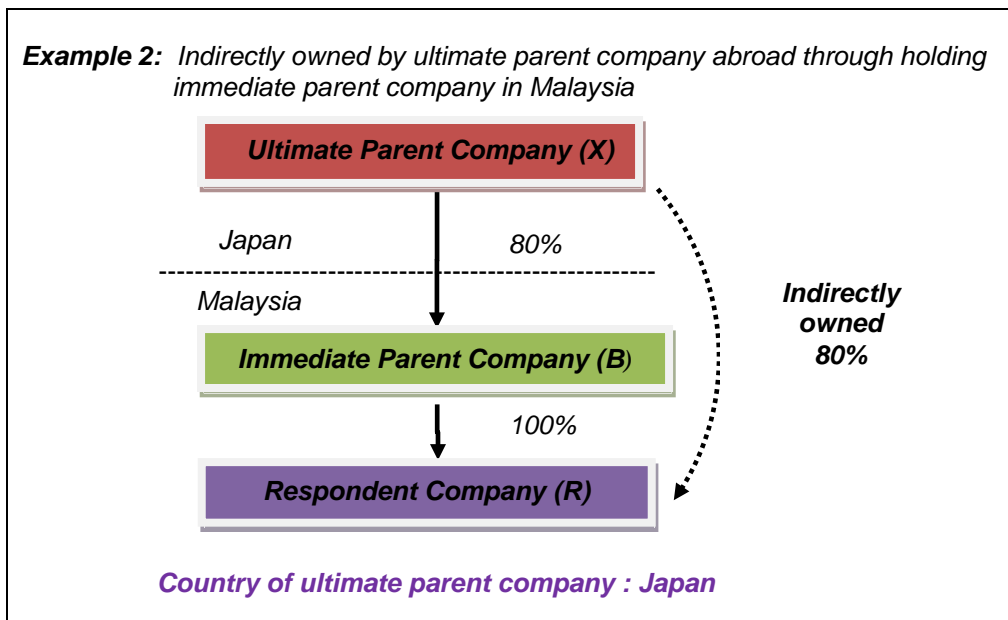 Example 2: Indirectly owned by ultimate parent company abroad through holding
immediate parent company in Malaysia
Ultimate Parent Company (X)
Japan
80%
Malaysia
Indirectly
owned
80%
Immediate Parent Company (B)
100%
Respondent Company (R)
Country of ultimate parent company : Japan